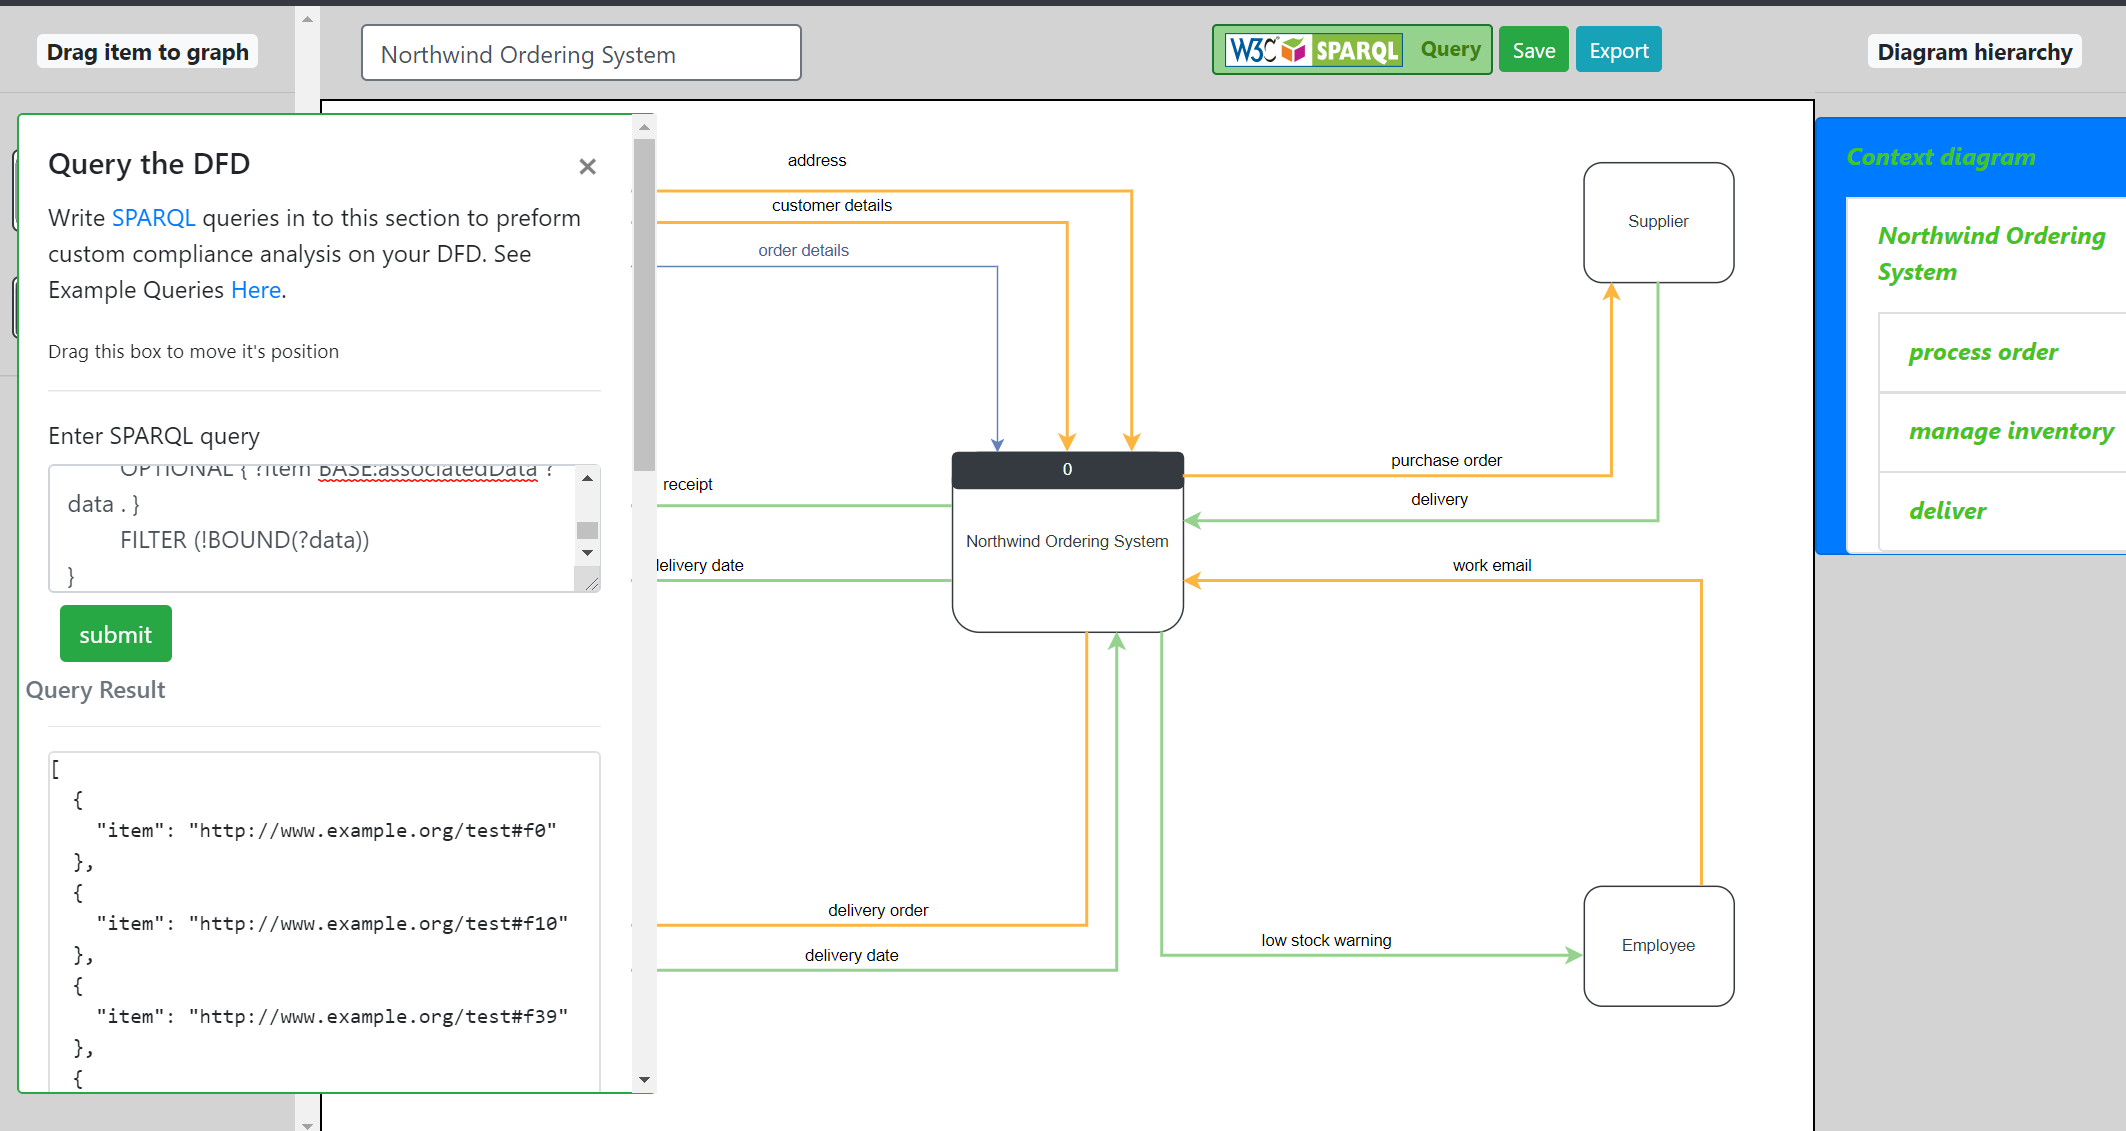 Drag item to graph
Northwind Ordering System
W3C SPARQL Query
Save
Export
Diagram hierarchy
Query the DFD
×
Write SPARQL queries in to this section to preform
custom compliance analysis on your DFD. See
Example Queries Here.
Drag this box to move it's position
Enter SPARQL query
OPTIONAL { ?item BASE:associatedData ?
data . }
FILTER (!BOUND(?data))
}
submit
Query Result
[
{
"item": "http://www.example.org/test#f0"
},
{
"item": "http://www.example.org/test#f10"
},
{
"item": "http://www.example.org/test#f39"
},
{
address
customer details
order details
receipt
delivery date
0
Northwind Ordering System
purchase order
delivery
work email
Supplier
delivery order
delivery date
low stock warning
Employee
Context diagram
Northwind Ordering
System
process order
manage inventory
deliver